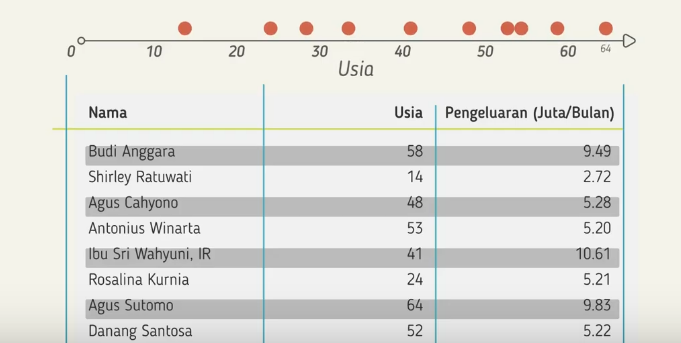 0 10 20 30 40 50 60 64
Usia
Nama Usia Pengeluaran (Juta/Bulan)
Budi Anggara 58 9.49
Shirley Ratuwati 14 2.72
Agus Cahyono 48 5.28
Antonius Winarta 53 5.20
Ibu Sri Wahyuni, IR 41 10.61
Rosalina Kurnia 24 5.21
Agus Sutomo 64 9.83
Danang Santosa 52 5.22